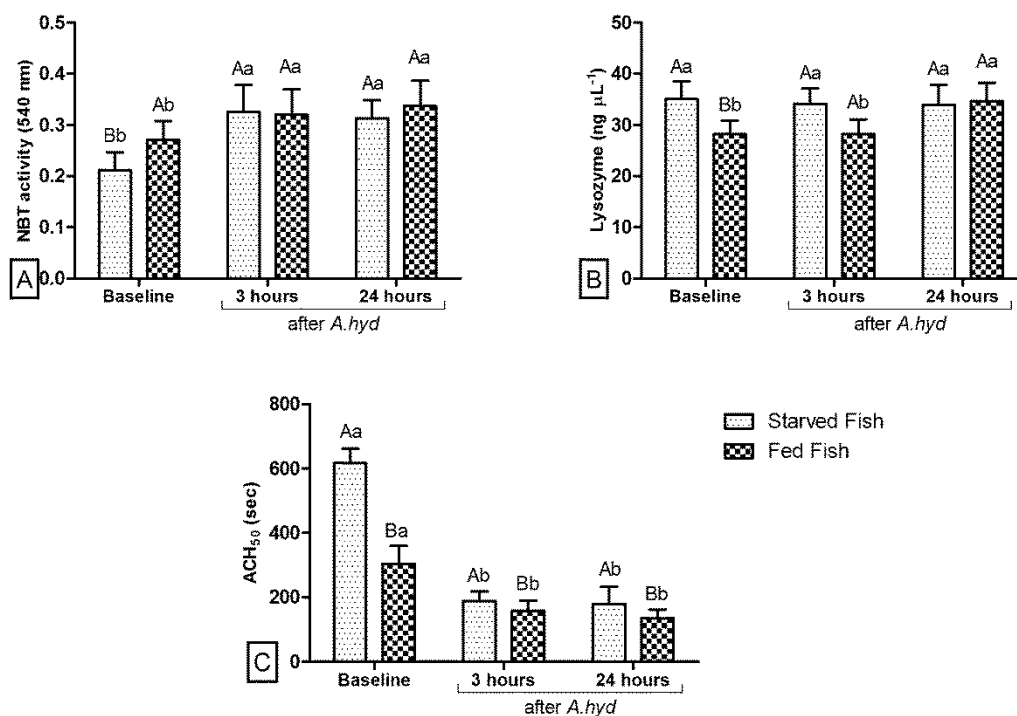 0.5
0.4
0.3
0.2
0.1
0.0
NBT activity (540 nm)
Bb
Ab
Aa
Aa
Aa
Aa
Baseline
3 hours
24 hours
after A.hyd
A
50
40
30
20
10
0
Lysozyme (ng µL-1)
Aa
Bb
Aa
Ab
Aa
Aa
Baseline
3 hours
24 hours
after A.hyd
B
800
600
400
200
0
ACH50 (sec)
Aa
Ba
Ab
Bb
Ab
Bb
Baseline
3 hours
24 hours
after A.hyd
C
Starved Fish
Fed Fish